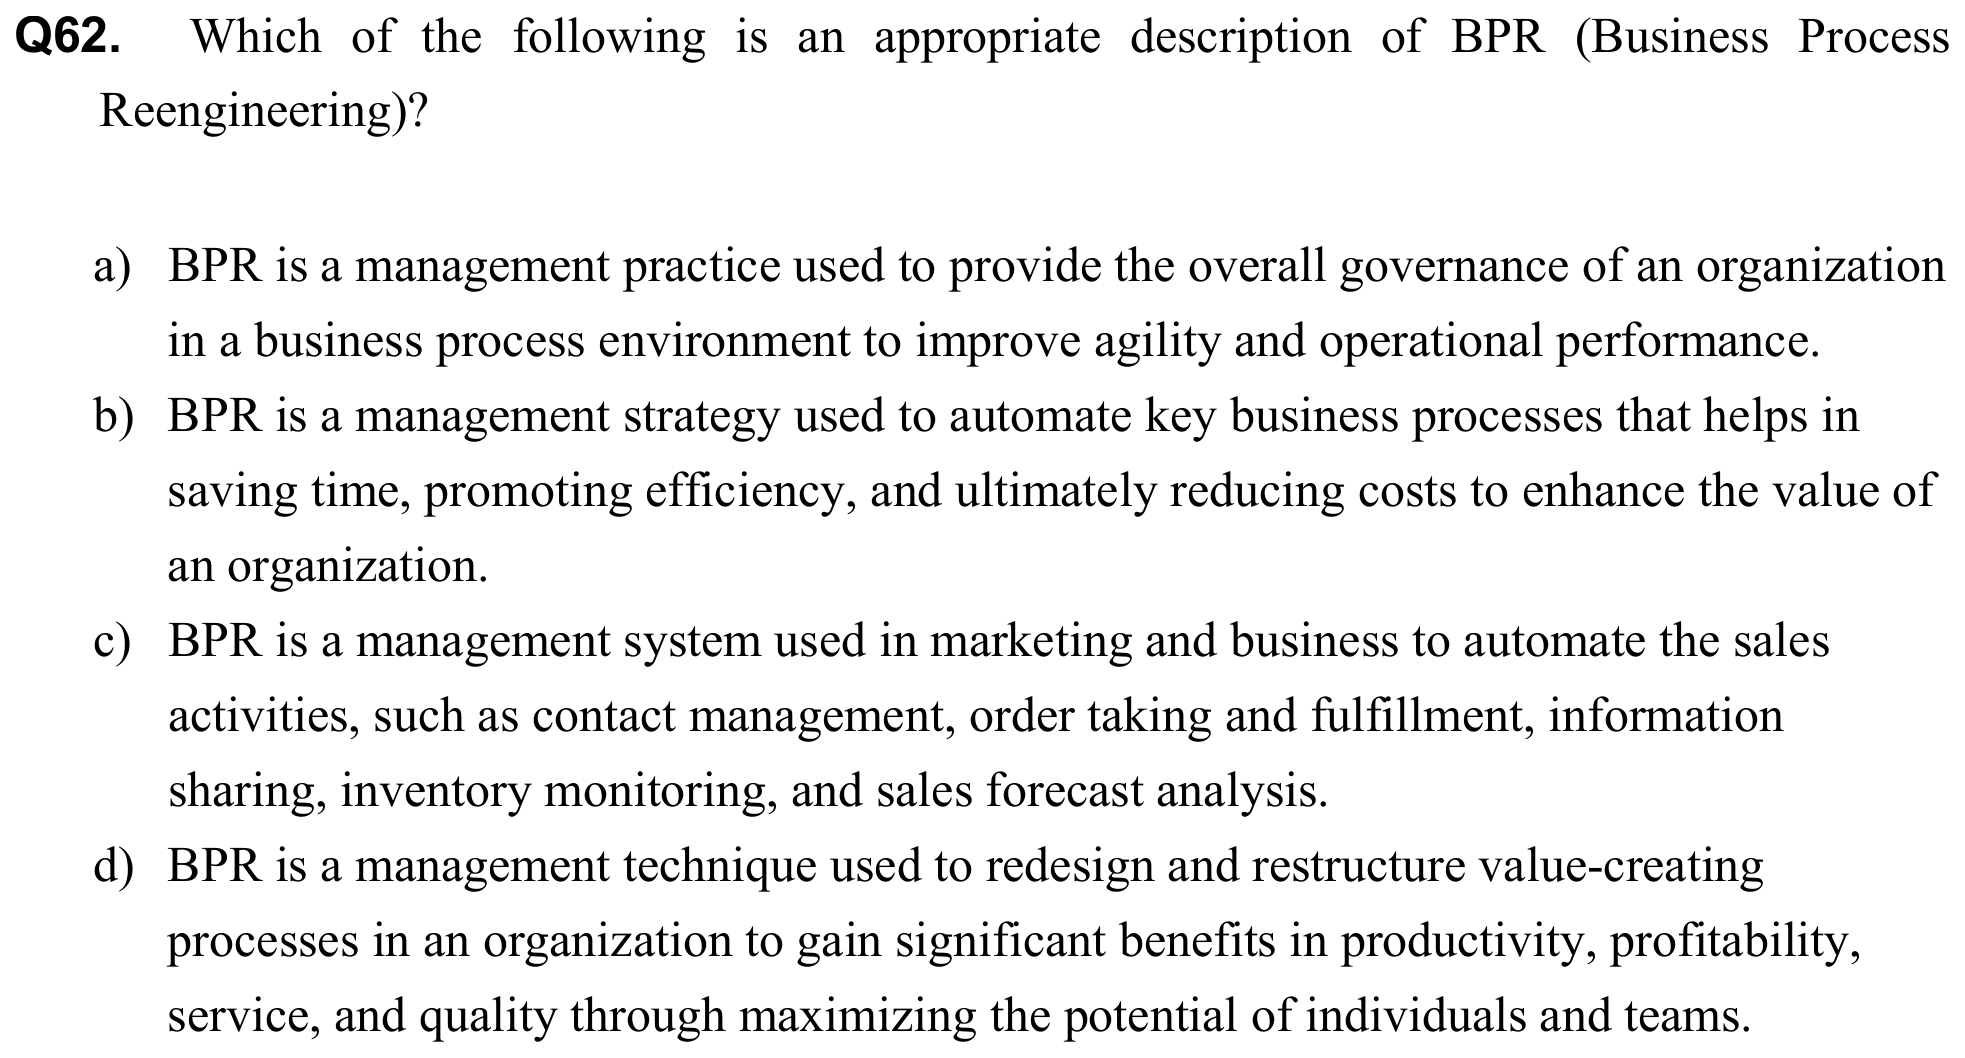 Q62. Which of the following is an appropriate description of BPR (Business Process
Reengineering)?
a) BPR is a management practice used to provide the overall governance of an organization
in a business process environment to improve agility and operational performance.
b) BPR is a management strategy used to automate key business processes that helps in
saving time, promoting efficiency, and ultimately reducing costs to enhance the value of
an organization.
c) BPR is a management system used in marketing and business to automate the sales
activities, such as contact management, order taking and fulfillment, information
sharing, inventory monitoring, and sales forecast analysis.
d) BPR is a management technique used to redesign and restructure value-creating
processes in an organization to gain significant benefits in productivity, profitability,
service, and quality through maximizing the potential of individuals and teams.